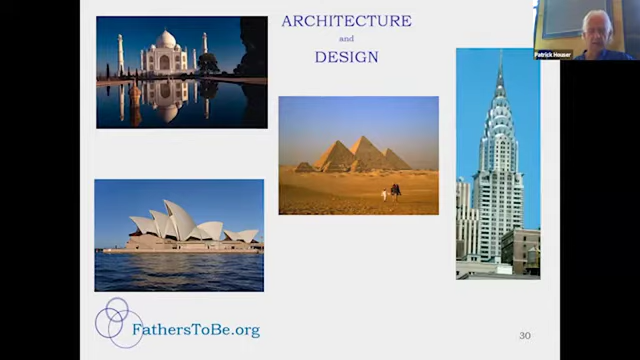 ARCHITECTURE
and
DESIGN
Patrick Houser
FathersToBe.org
30